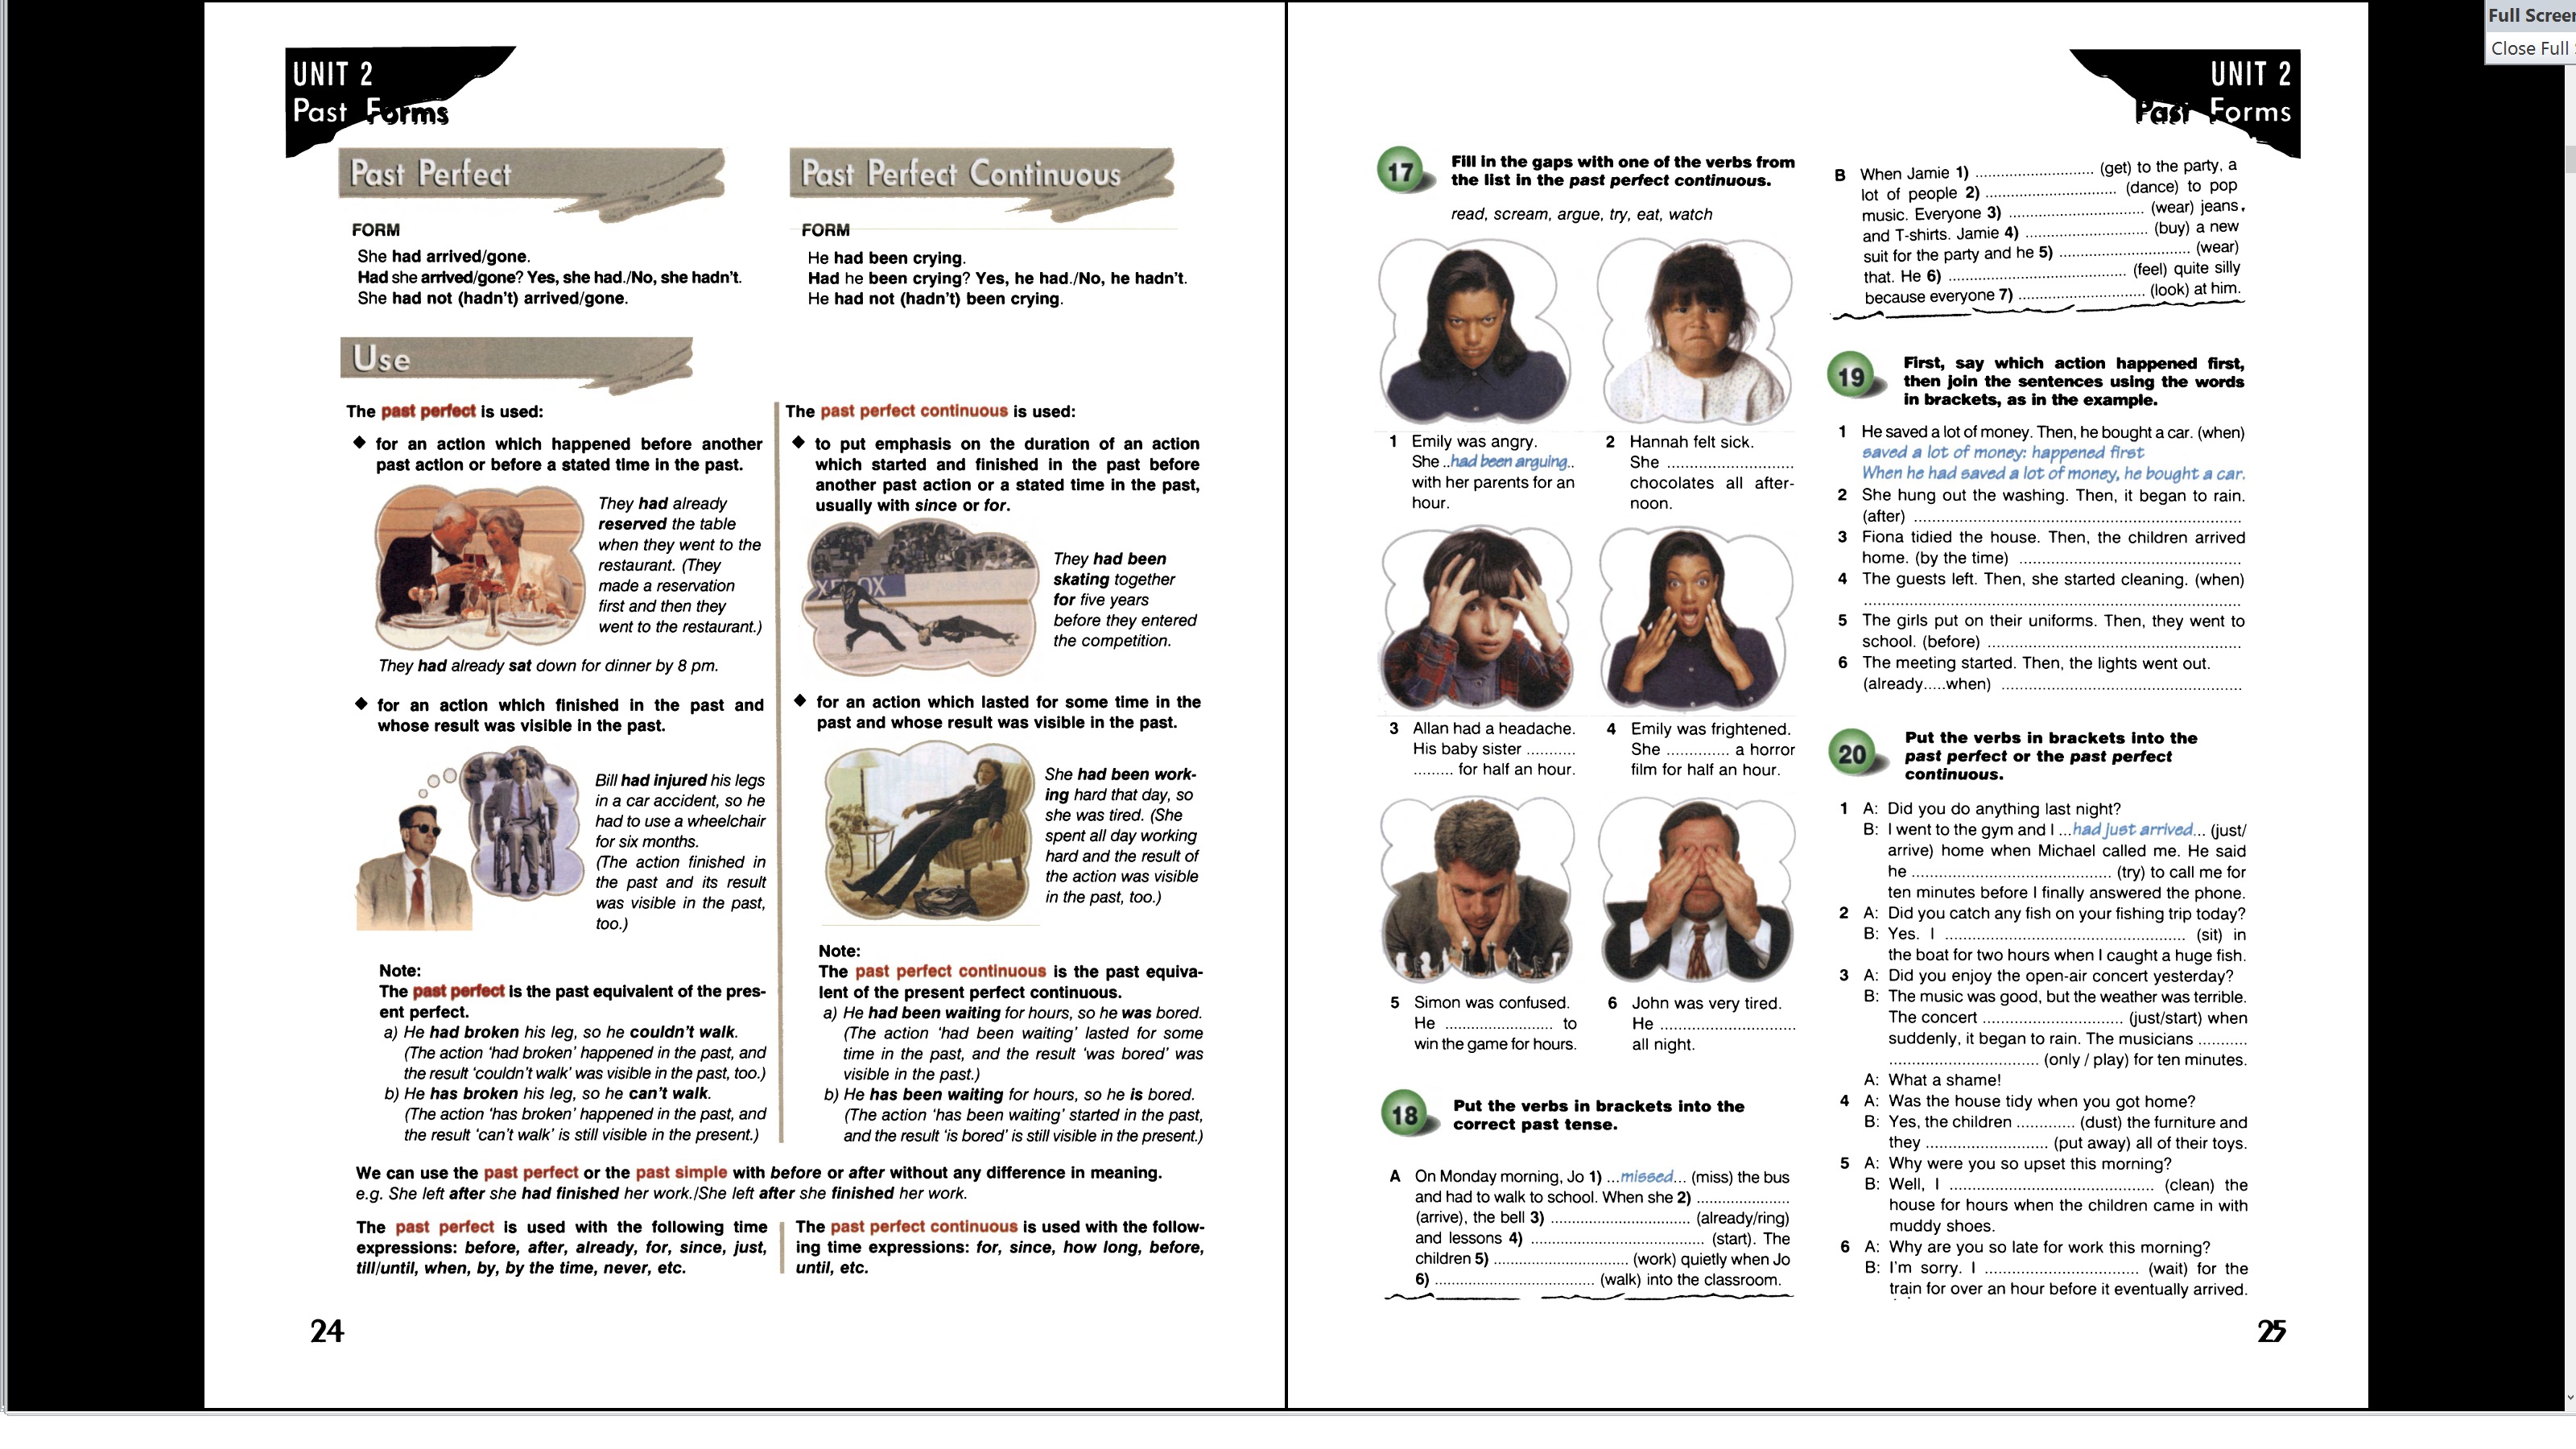 Full Screen
Close Full
UNIT 2
Past Forms
Past Perfect
FORM
She had arrived/gone.
Had she arrived/gone? Yes, she had./No, she hadn't.
She had not (hadn't) arrived/gone.
Past Perfect Continuous
FORM
He had been crying.
Had he been crying? Yes, he had./No, he hadn't.
He had not (hadn't) been crying.
Use
The past perfect is used:
◆ for an action which happened before another
past action or before a stated time in the past.
They had already
reserved the table
when they went to the
restaurant. (They
made a reservation
first and then they
went to the restaurant.)
They had already sat down for dinner by 8 pm.
◆ for an action which finished in the past and
whose result was visible in the past.
Bill had injured his legs
in a car accident, so he
had to use a wheelchair
for six months.
(The action finished in
the past and its result
was visible in the past,
too.)
Note:
The past perfect is the past equivalent of the pres-
ent perfect.
a) He had broken his leg, so he couldn't walk.
(The action 'had broken' happened in the past, and
the result 'couldn't walk' was visible in the past, too.)
b) He has broken his leg, so he can't walk.
(The action 'has broken' happened in the past, and
the result 'can't walk' is still visible in the present.)
The past perfect continuous is used:
◆ to put emphasis on the duration of an action
which started and finished in the past before
another past action or a stated time in the past,
usually with since or for.
They had been
skating together
for five years
before they entered
the competition.
◆ for an action which lasted for some time in the
past and whose result was visible in the past.
She had been work-
ing hard that day, so
she was tired. (She
spent all day working
hard and the result of
the action was visible
in the past, too.)
Note:
The past perfect continuous is the past equiva-
lent of the present perfect continuous.
a) He had been waiting for hours, so he was bored.
(The action 'had been waiting' lasted for some
time in the past, and the result 'was bored' was
visible in the past.)
b) He has been waiting for hours, so he is bored.
(The action 'has been waiting' started in the past,
and the result 'is bored' is still visible in the present.)
We can use the past perfect or the past simple with before or after without any difference in meaning.
e.g. She left after she had finished her work./She left after she finished her work.
The past perfect is used with the following time
expressions: before, after, already, for, since, just,
till/until, when, by, by the time, never, etc.
The past perfect continuous is used with the follow-
ing time expressions: for, since, how long, before,
until, etc.
24
UNIT 2
Past Forms
17 Fill in the gaps with one of the verbs from
the list in the past perfect continuous.
read, scream, argue, try, eat, watch
1 Emily was angry.
She ..had been arguing..
with her parents for an
hour.
2 Hannah felt sick.
She ..........................
chocolates all after-
noon.
3 Allan had a headache.
His baby sister ..........
......... for half an hour.
4 Emily was frightened.
She ............. a horror
film for half an hour.
5 Simon was confused.
He ....................... to
win the game for hours.
6 John was very tired.
He .............................
all night.
18 Put the verbs in brackets into the
correct past tense.
A On Monday morning, Jo 1) ...missed... (miss) the bus
and had to walk to school. When she 2) ....................
(arrive), the bell 3) .............................. (already/ring)
and lessons 4) ..................................... (start). The
children 5) ............................. (work) quietly when Jo
6) .................................. (walk) into the classroom.
B When Jamie 1) ......................... (get) to the party, a
lot of people 2) ............................ (dance) to pop
music. Everyone 3) ............................. (wear) jeans
and T-shirts. Jamie 4) .......................... (buy) a new
suit for the party and he 5) ............................ (wear)
that. He 6) ...................................... (feel) quite silly
because everyone 7) ........................... (look) at him.
19 First, say which action happened first,
then join the sentences using the words
in brackets, as in the example.
1 He saved a lot of money. Then, he bought a car. (when)
saved a lot of money: happened first
When he had saved a lot of money, he bought a car.
2 She hung out the washing. Then, it began to rain.
(after) ......................................................................
3 Fiona tidied the house. Then, the children arrived
home. (by the time) ................................................
4 The guests left. Then, she started cleaning. (when)
.................................................................................
5 The girls put on their uniforms. Then, they went to
school. (before) ......................................................
6 The meeting started. Then, the lights went out.
(already.....when) ....................................................
20 Put the verbs in brackets into the
past perfect or the past perfect
continuous.
1 A: Did you do anything last night?
B: I went to the gym and I ...had just arrived... (just/
arrive) home when Michael called me. He said
he ........................................... (try) to call me for
ten minutes before I finally answered the phone.
2 A: Did you catch any fish on your fishing trip today?
B: Yes. I .................................................... (sit) in
the boat for two hours when I caught a huge fish.
3 A: Did you enjoy the open-air concert yesterday?
B: The music was good, but the weather was terrible.
The concert .............................. (just/start) when
suddenly, it began to rain. The musicians ..........
................................ (only / play) for ten minutes.
A: What a shame!
4 A: Was the house tidy when you got home?
B: Yes, the children ............ (dust) the furniture and
they .......................... (put away) all of their toys.
5 A: Why were you so upset this morning?
B: Well, I ............................................ (clean) the
house for hours when the children came in with
muddy shoes.
6 A: Why are you so late for work this morning?
B: I'm sorry. I ................................. (wait) for the
train for over an hour before it eventually arrived.
25